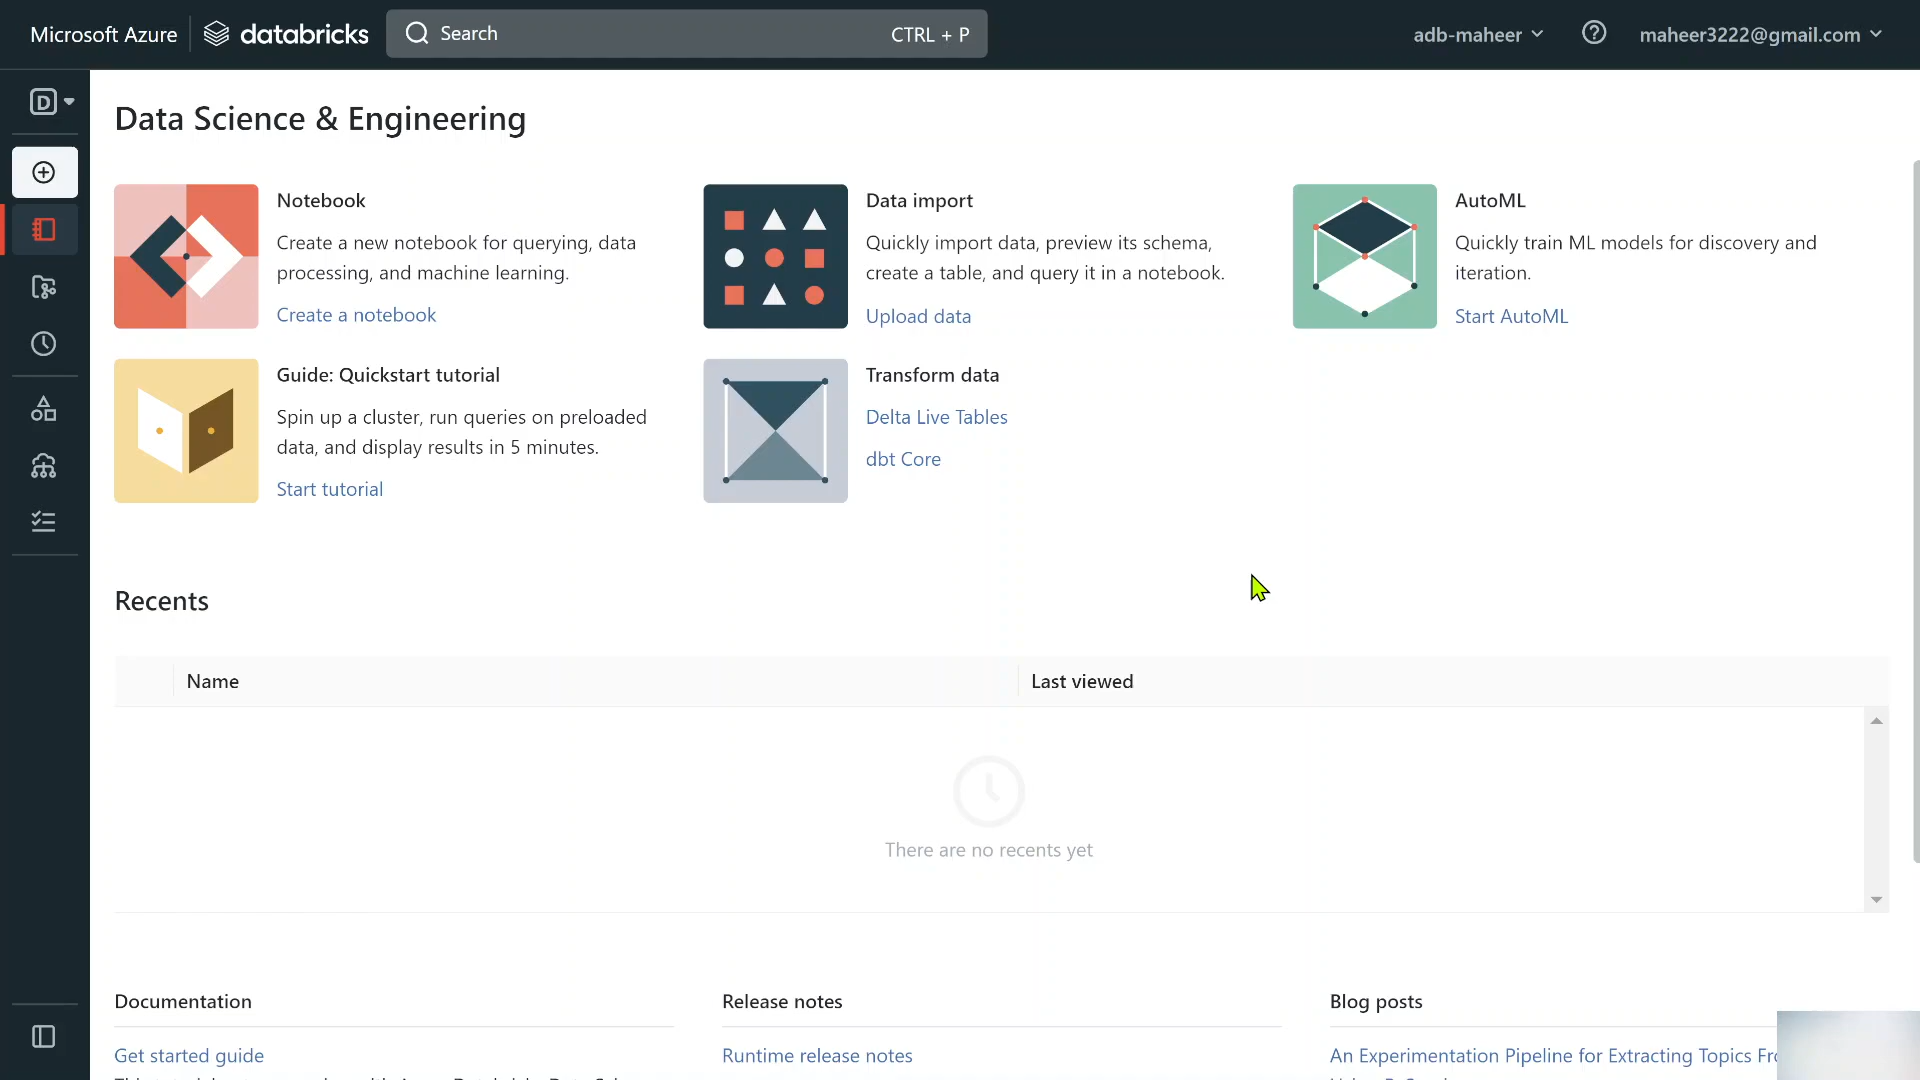 Microsoft Azure databricks Search CTRL + P adb-maheer maheer3222@gmail.com
D
Data Science & Engineering
Notebook
Create a new notebook for querying, data
processing, and machine learning.
Create a notebook
Data import
Quickly import data, preview its schema,
create a table, and query it in a notebook.
Upload data
AutoML
Quickly train ML models for discovery and
iteration.
Start AutoML
Guide: Quickstart tutorial
Spin up a cluster, run queries on preloaded
data, and display results in 5 minutes.
Start tutorial
Transform data
Delta Live Tables
dbt Core
Recents
Name Last viewed
There are no recents yet
Documentation
Get started guide
Release notes
Runtime release notes
Blog posts
An Experimentation Pipeline for Extracting Topics Fr